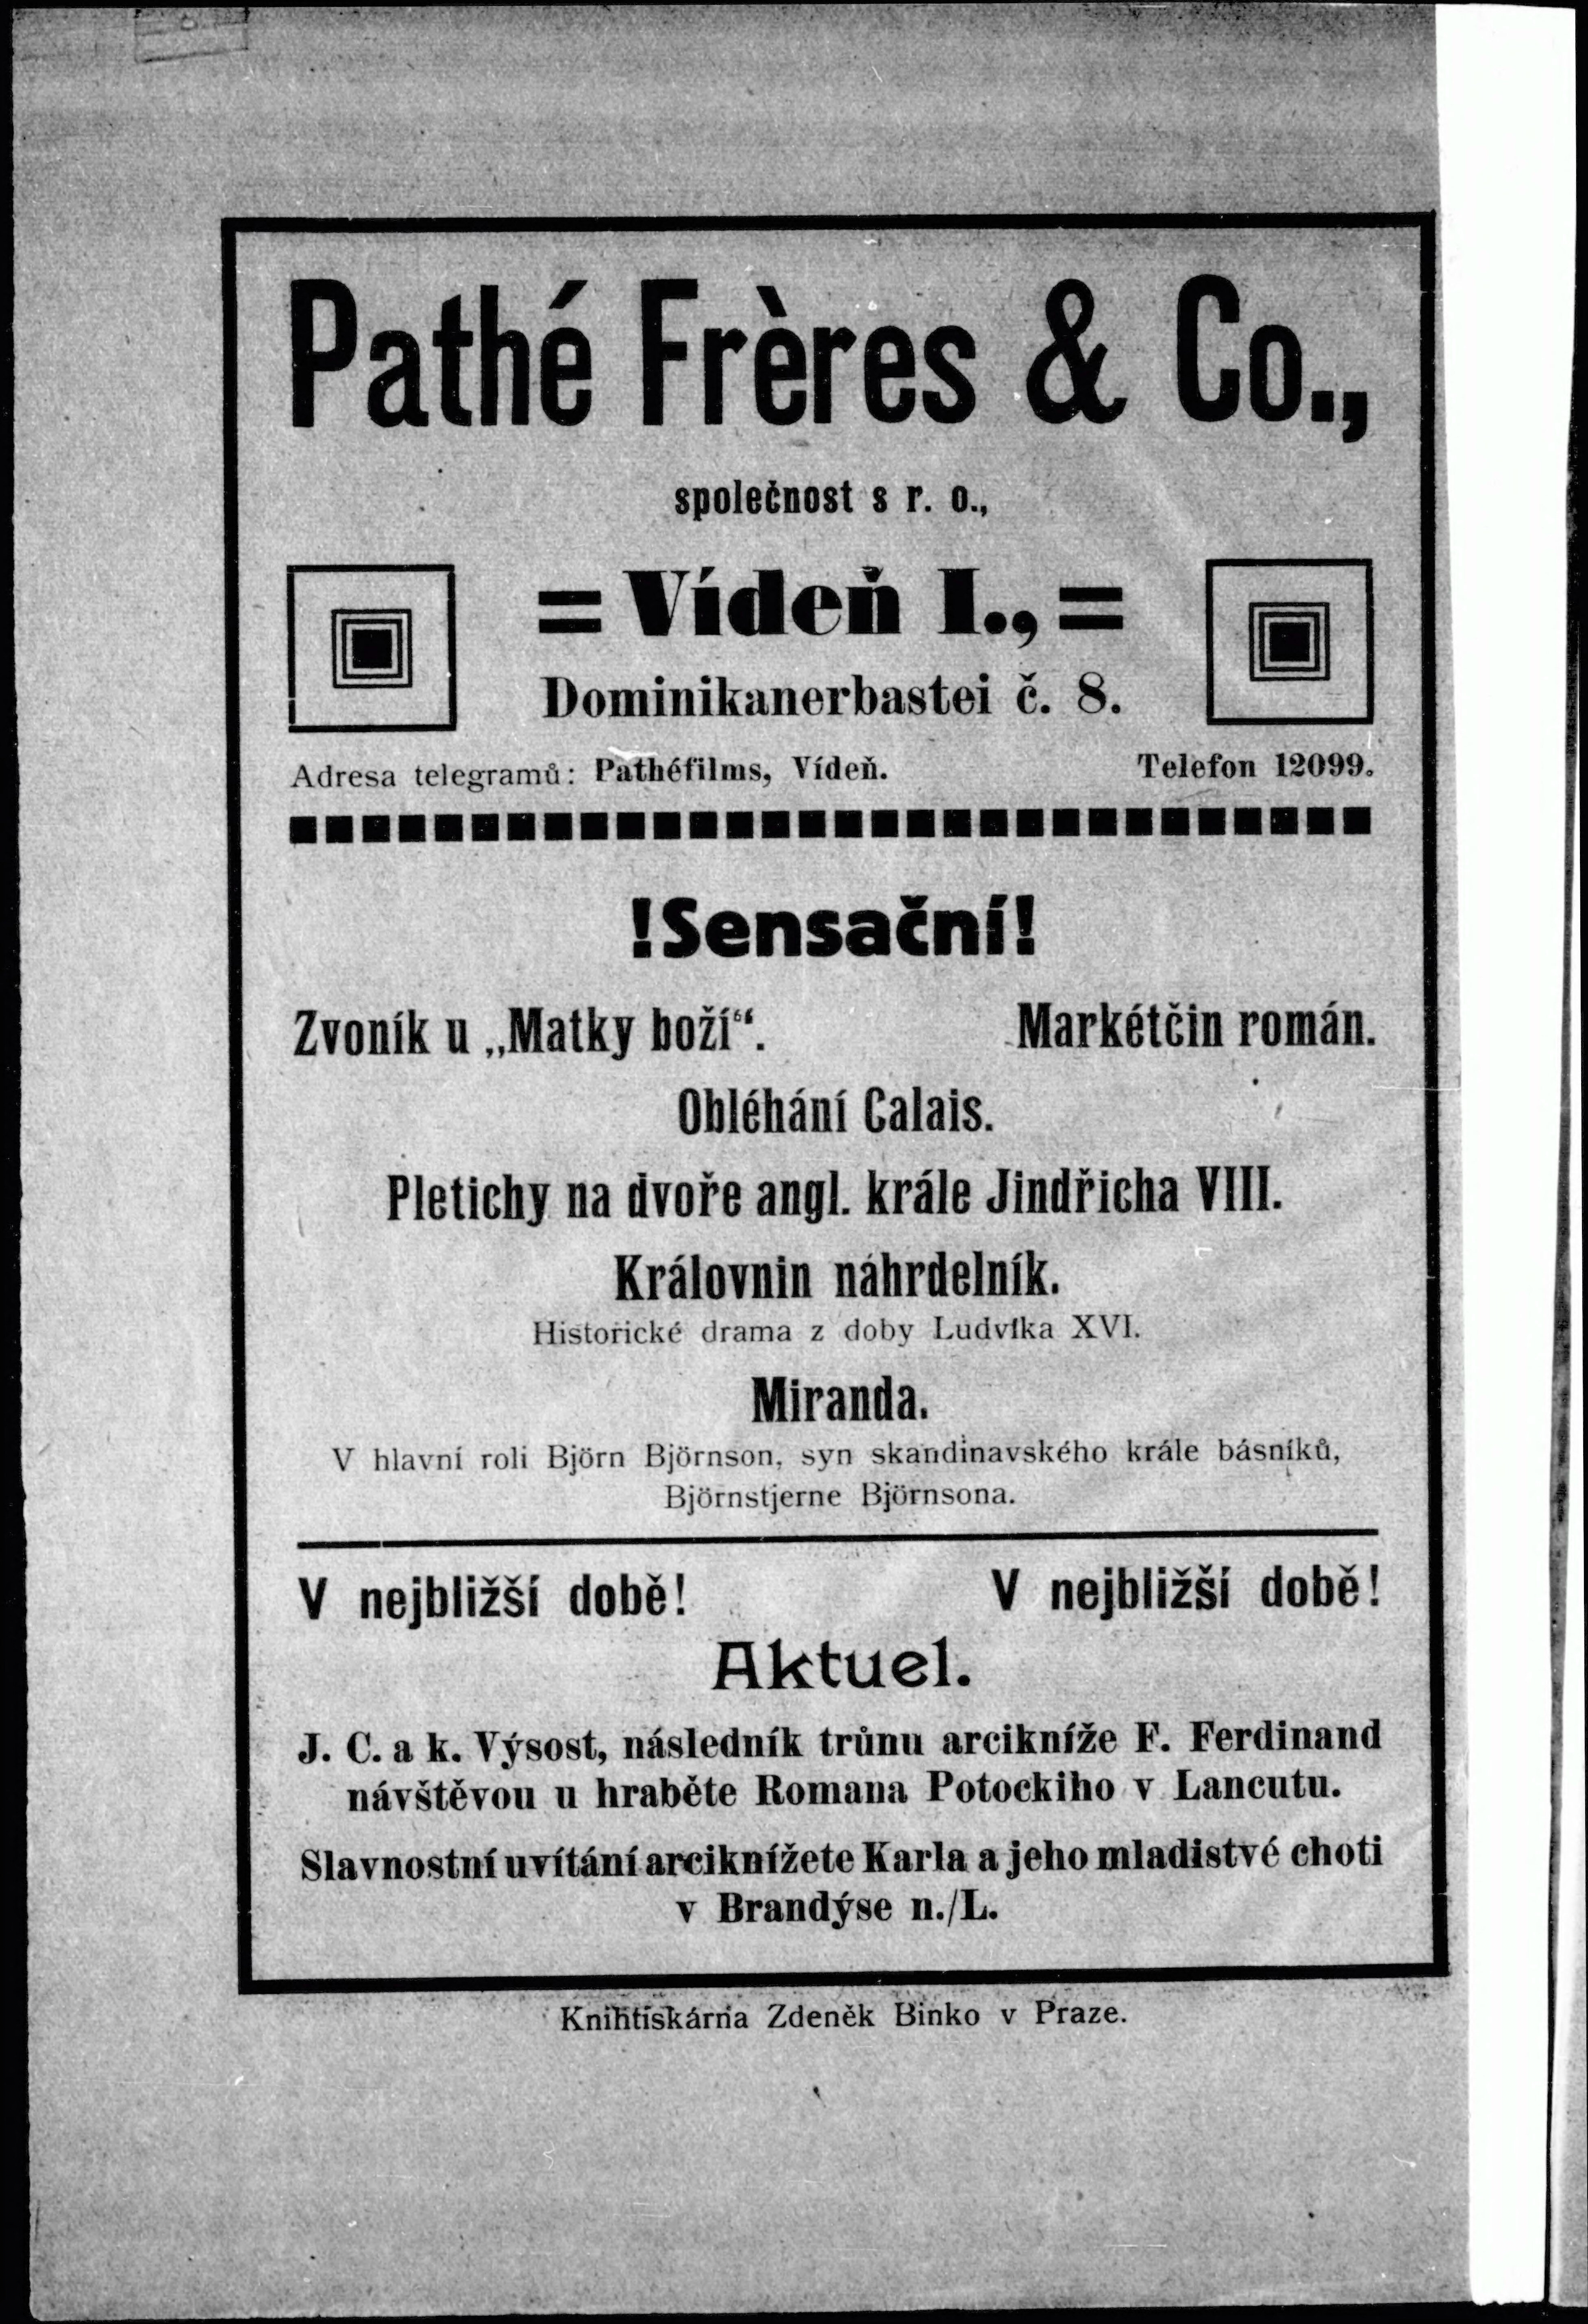 Pathé Frères & Co.,
společnost s r. o.,
= Vídeň I., =
Dominikanerbastei č. 8.
Adresa telegramů: Pathéfilms, Vídeň. Telefon 12099.
!Sensační!
Zvoník u „Matky boží“. Markétčin román.
Obléhání Calais.
Pletichy na dvoře angl. krále Jindřicha VIII.
Královnin náhrdelník.
Historické drama z doby Ludvíka XVI.
Miranda.
V hlavní roli Björn Björnson, syn skandinavského krále básníků,
Björnstjerne Björnsona.
V nejbližší době! V nejbližší době!
Aktuel.
J. C. a k. Výsost, následník trůnu arcikníže F. Ferdinand
návštěvou u hraběte Romana Potockiho v Lancutu.
Slavnostní uvítání arciknížete Karla a jeho mladistvé choti
v Brandýse n./L.
Knihtiskárna Zdeněk Binko v Praze.